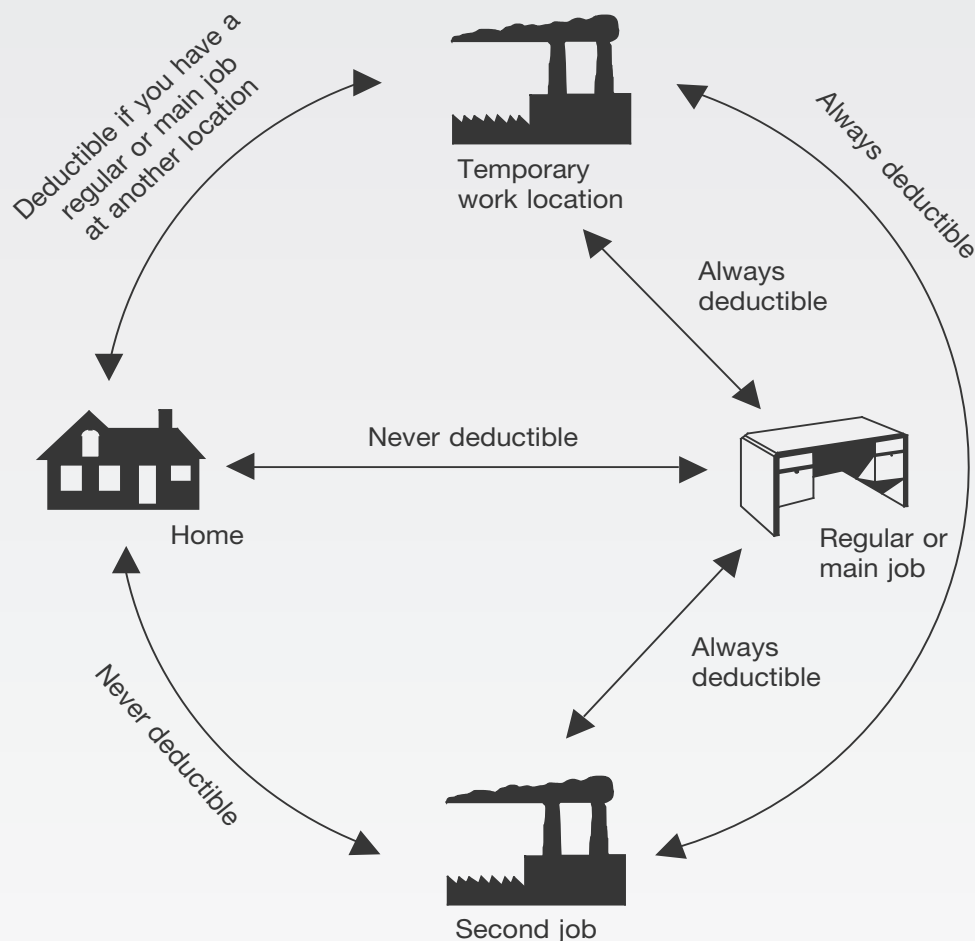 Deductible if you have a
regular or main job
at another location
Temporary
work location
Always deductible
Always
deductible
Never deductible
Home
Regular or
main job
Always
deductible
Never deductible
Second job